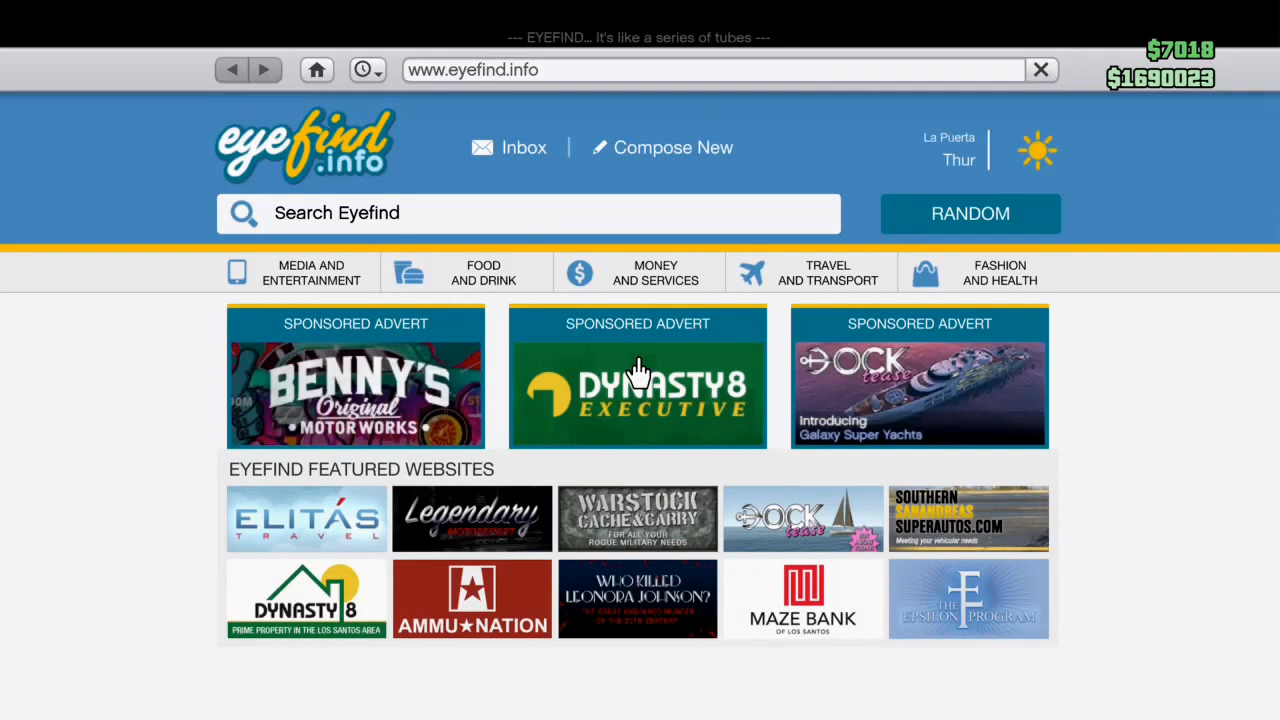 --- EYEFIND... It's like a series of tubes ---
$7018
www.eyefind.info
$1690023
eyefind
.info
Inbox
Compose New
La Puerta
Thur
Search Eyefind
RANDOM
MEDIA AND
ENTERTAINMENT
FOOD
AND DRINK
MONEY
AND SERVICES
TRAVEL
AND TRANSPORT
FASHION
AND HEALTH
SPONSORED ADVERT
BENNY'S
Original
MOTOR WORKS
SPONSORED ADVERT
DYNASTY8
EXECUTIVE
SPONSORED ADVERT
DOCK
tease
Introducing
Galaxy Super Yachts
EYEFIND FEATURED WEBSITES
ELITÁS
TRAVEL
Legendary
MOTORSPORT
WARSTOCK
CACHE&CARRY
FOR ALL YOUR
ROGUE MILITARY NEEDS
DOCK
tease
SOUTHERN
SANANDREAS
SUPERAUTOS.COM
Meeting your vehicular needs
DYNASTY 8
PRIME PROPERTY IN THE LOS SANTOS AREA
AMMU★NATION
WHO KILLED
LEONORA JOHNSON?
MAZE BANK
OF LOS SANTOS
THE
EPSILON PROGRAM